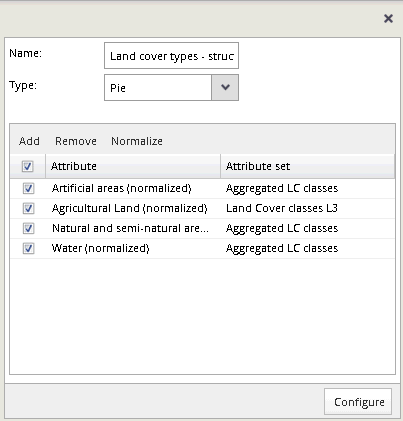 Name: Land cover types - struc
Type: Pie
Add Remove Normalize
Attribute Attribute set
Artificial areas (normalized) Aggregated LC classes
Agricultural Land (normalized) Land Cover classes L3
Natural and semi-natural are... Aggregated LC classes
Water (normalized) Aggregated LC classes
Configure